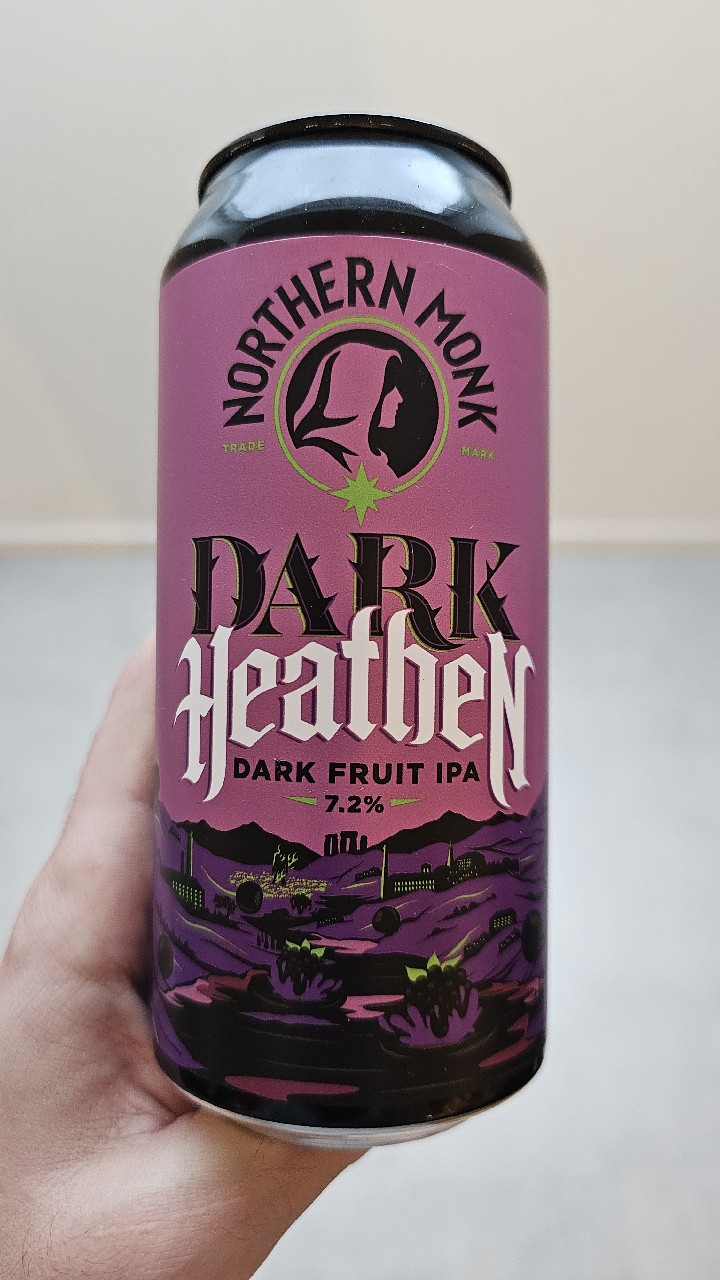 NORTHERN MONK
TRADE MARK
DARK
Heathen
DARK FRUIT IPA
7.2%